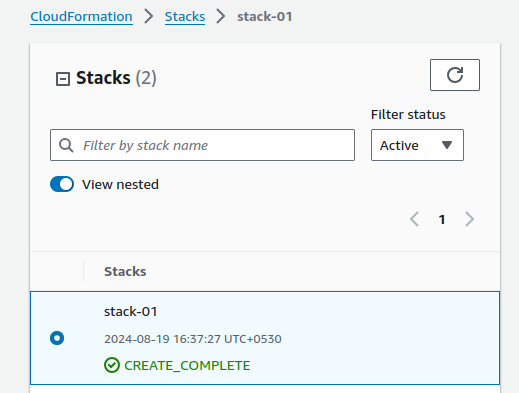 CloudFormation > Stacks > stack-01
Stacks (2)
Filter status
Filter by stack name
Active
View nested
1
Stacks
stack-01
2024-08-19 16:37:27 UTC+0530
CREATE_COMPLETE